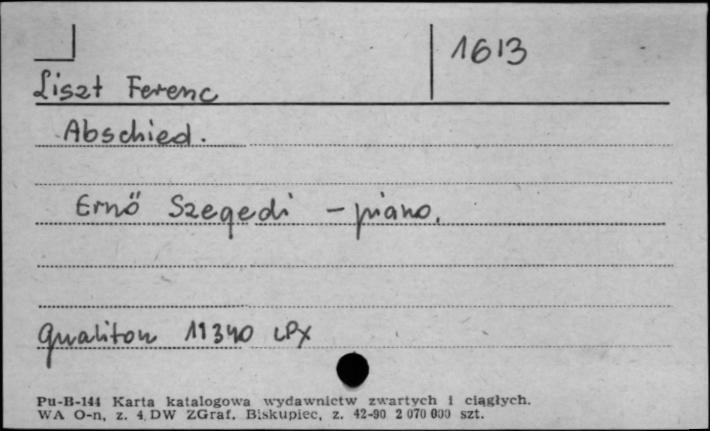 1613
Liszt Ferenc
Abschied.
Ernő Szegedi - piano.
Qualiton 11340 LPX
Pu-B-144 Karta katalogowa wydawnictw zwartych i ciągłych.
WA O-n, z. 4. DW ZGraf. Biskupiec, z. 42-90 2 070 000 szt.